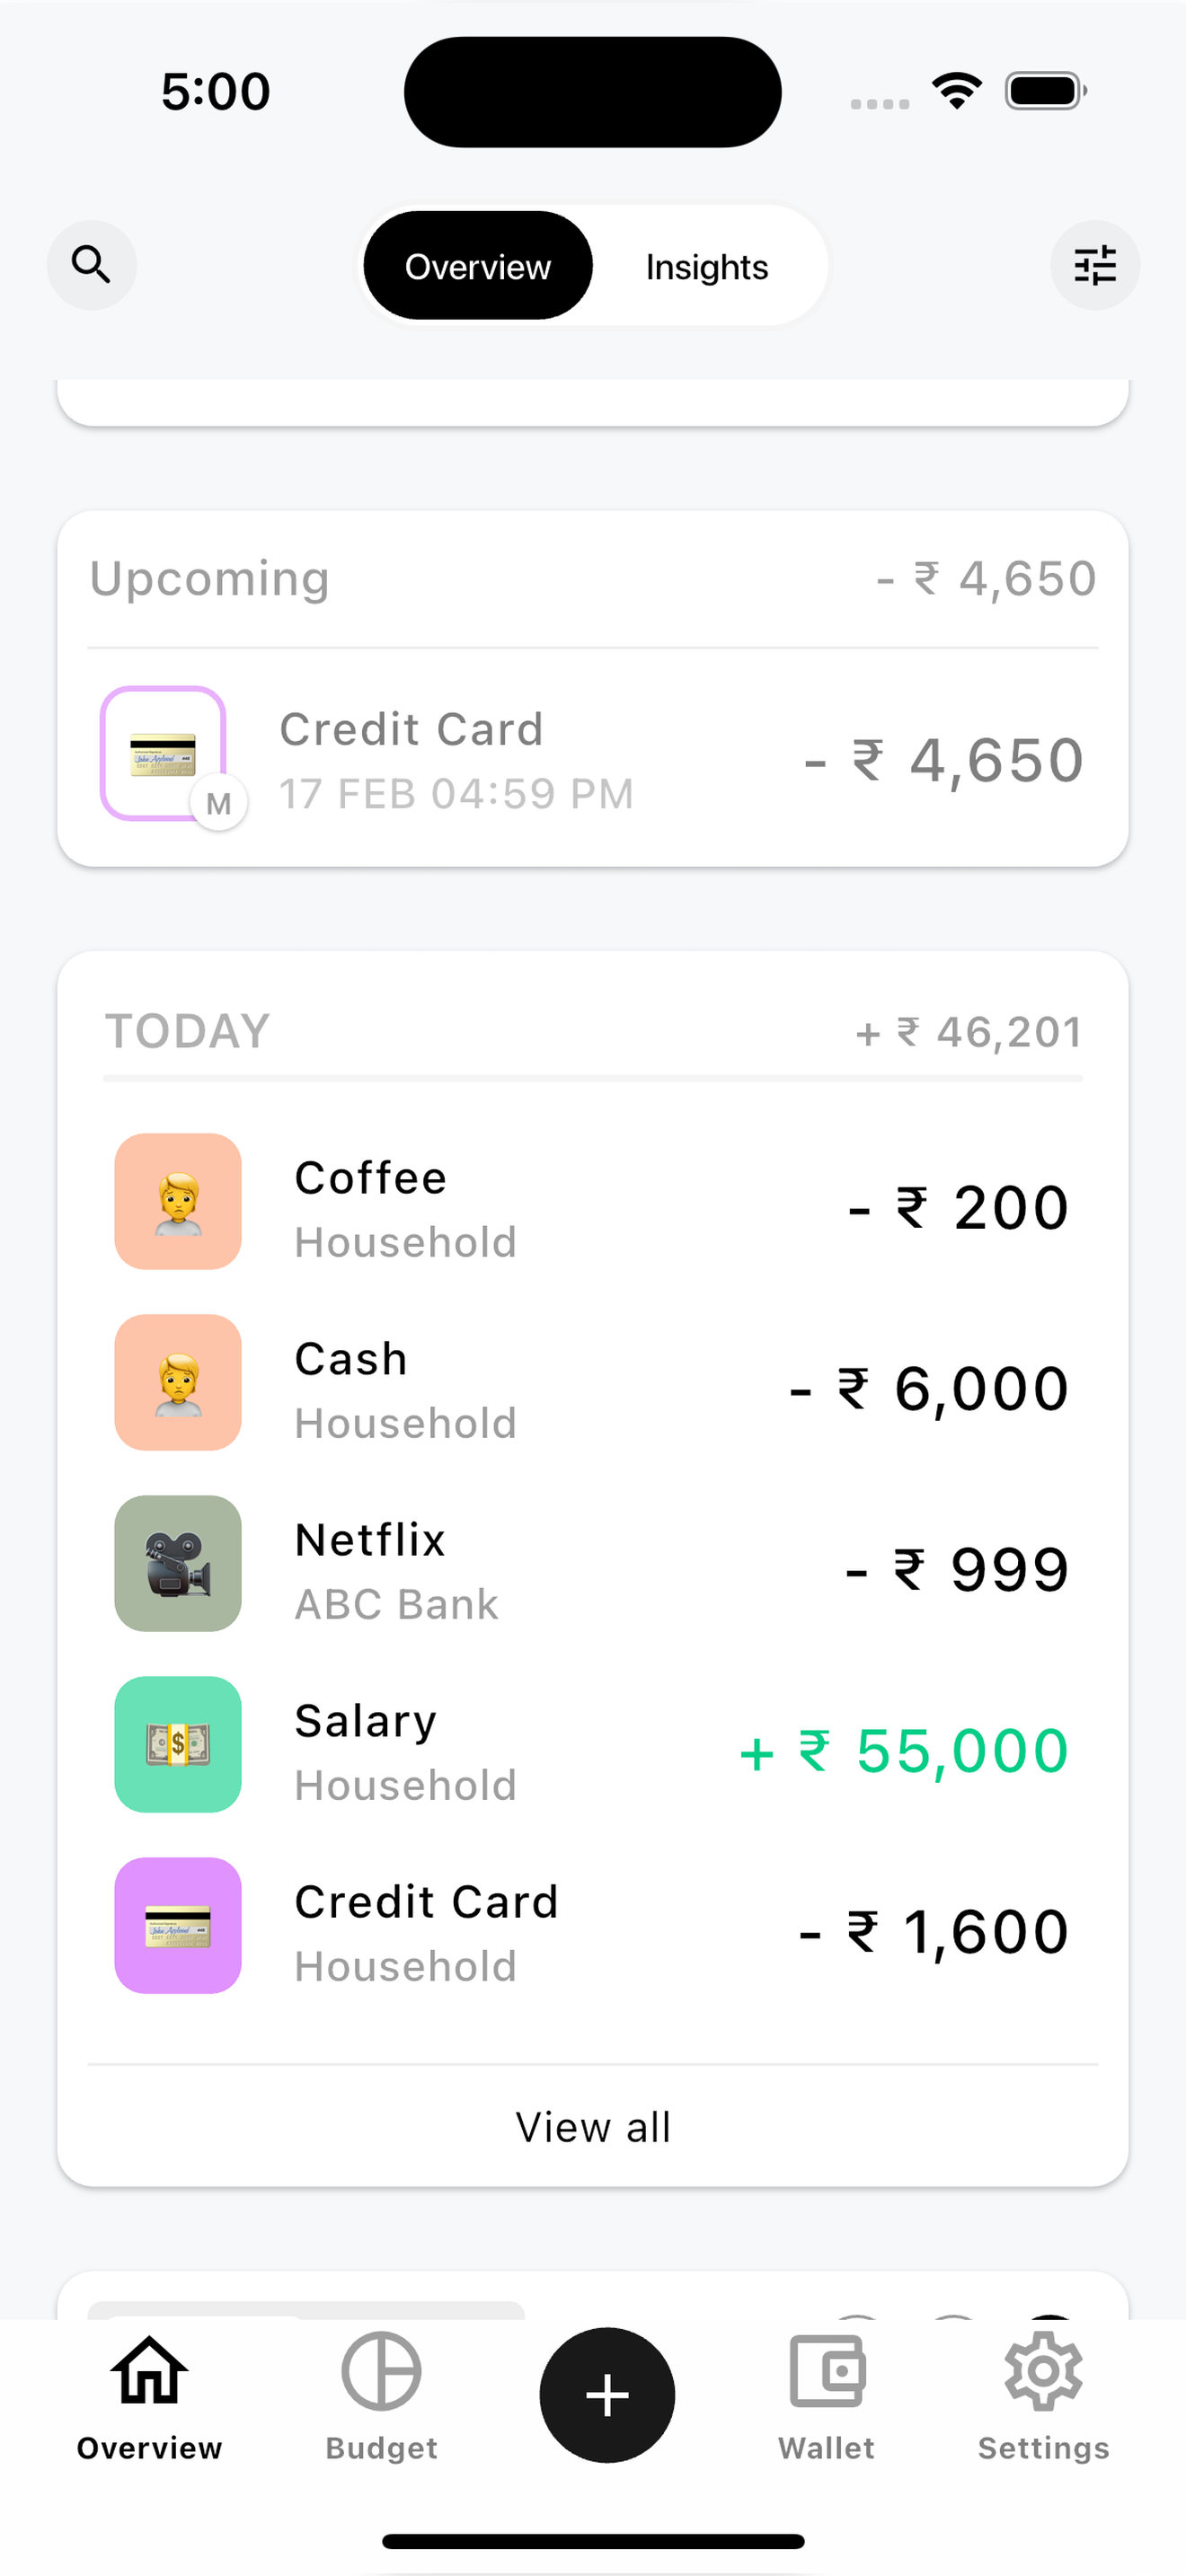 5:00
Overview
Insights
Upcoming
- ₹ 4,650
Credit Card
- ₹ 4,650
17 FEB 04:59 PM
M
TODAY
+ ₹ 46,201
Coffee
- ₹ 200
Household
Cash
- ₹ 6,000
Household
Netflix
- ₹ 999
ABC Bank
Salary
+ ₹ 55,000
Household
Credit Card
- ₹ 1,600
Household
View all
Overview
Budget
Wallet
Settings